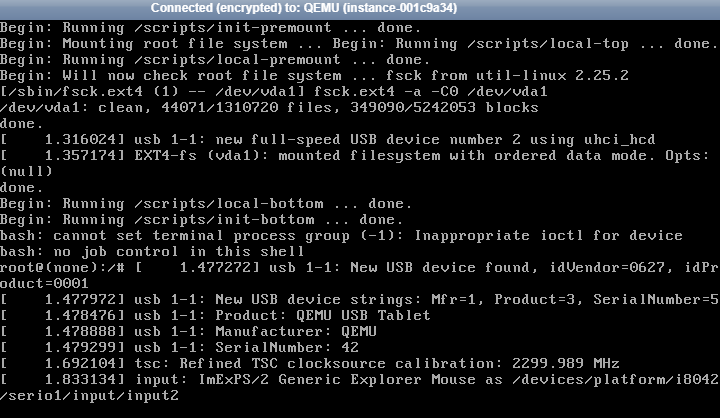 Connected (encrypted) to: QEMU (instance-001c9a34)
Begin: Running /scripts/init-premount ... done.
Begin: Mounting root file system ... Begin: Running /scripts/local-top ... done.
Begin: Running /scripts/local-premount ... done.
Begin: Will now check root file system ... fsck from util-linux 2.25.2
[/sbin/fsck.ext4 (1) -- /dev/vda1] fsck.ext4 -a -C0 /dev/vda1
/dev/vda1: clean, 44071/1310720 files, 349090/5242053 blocks
done.
[    1.316024] usb 1-1: new full-speed USB device number 2 using uhci_hcd
[    1.357174] EXT4-fs (vda1): mounted filesystem with ordered data mode. Opts:
(null)
done.
Begin: Running /scripts/local-bottom ... done.
Begin: Running /scripts/init-bottom ... done.
bash: cannot set terminal process group (-1): Inappropriate ioctl for device
bash: no job control in this shell
root@(none):/# [    1.477272] usb 1-1: New USB device found, idVendor=0627, idPr
oduct=0001
[    1.477972] usb 1-1: New USB device strings: Mfr=1, Product=3, SerialNumber=5
[    1.478476] usb 1-1: Product: QEMU USB Tablet
[    1.478888] usb 1-1: Manufacturer: QEMU
[    1.479299] usb 1-1: SerialNumber: 42
[    1.692104] tsc: Refined TSC clocksource calibration: 2299.989 MHz
[    1.833134] input: ImExPS/2 Generic Explorer Mouse as /devices/platform/i8042
/serio1/input/input2